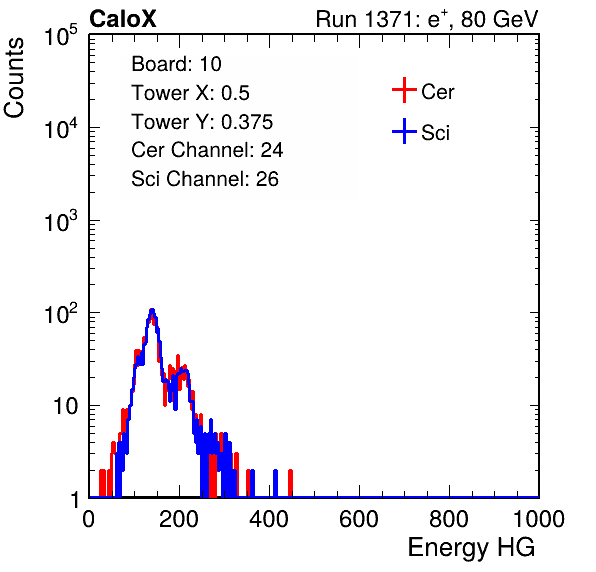 CaloX Run 1371: e⁺, 80 GeV
Counts
10⁵
10⁴
10³
10²
10
1
Board: 10
Tower X: 0.5
Tower Y: 0.375
Cer Channel: 24
Sci Channel: 26
Cer
Sci
0 200 400 600 800 1000
Energy HG